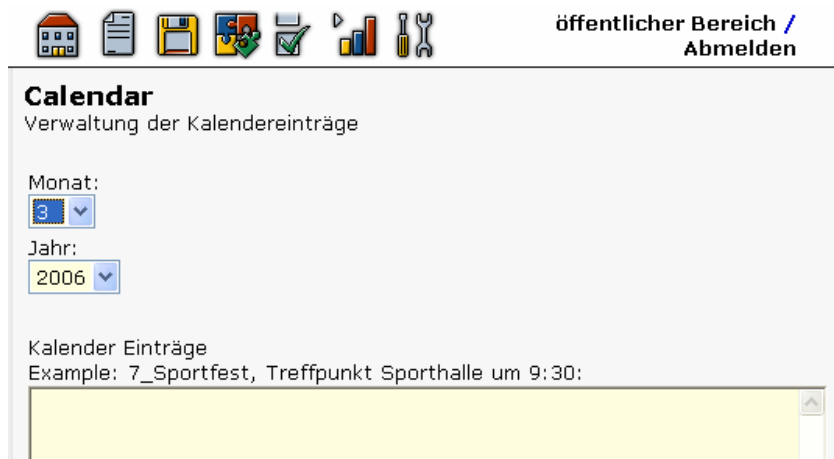 öffentlicher Bereich /
Abmelden
Calendar
Verwaltung der Kalendereinträge
Monat:
3
Jahr:
2006
Kalender Einträge
Example: 7_Sportfest, Treffpunkt Sporthalle um 9:30: